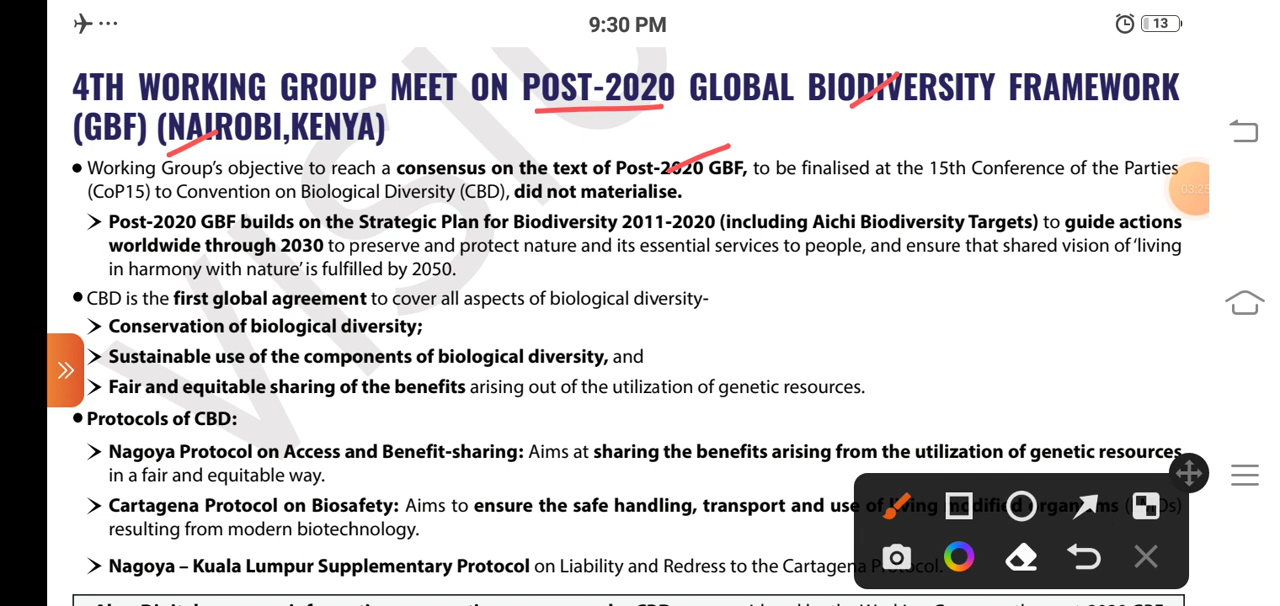 9:30 PM
13
4TH WORKING GROUP MEET ON POST-2020 GLOBAL BIODIVERSITY FRAMEWORK
(GBF) (NAIROBI,KENYA)
03:25
• Working Group's objective to reach a consensus on the text of Post-2020 GBF, to be finalised at the 15th Conference of the Parties
(CoP15) to Convention on Biological Diversity (CBD), did not materialise.
➢ Post-2020 GBF builds on the Strategic Plan for Biodiversity 2011-2020 (including Aichi Biodiversity Targets) to guide actions
worldwide through 2030 to preserve and protect nature and its essential services to people, and ensure that shared vision of 'living
in harmony with nature' is fulfilled by 2050.
• CBD is the first global agreement to cover all aspects of biological diversity-
➢ Conservation of biological diversity;
➢ Sustainable use of the components of biological diversity, and
➢ Fair and equitable sharing of the benefits arising out of the utilization of genetic resources.
• Protocols of CBD:
➢ Nagoya Protocol on Access and Benefit-sharing: Aims at sharing the benefits arising from the utilization of genetic resources
in a fair and equitable way.
➢ Cartagena Protocol on Biosafety: Aims to ensure the safe handling, transport and use of living modified organisms
resulting from modern biotechnology.
➢ Nagoya – Kuala Lumpur Supplementary Protocol on Liability and Redress to the Cartagena Protocol.